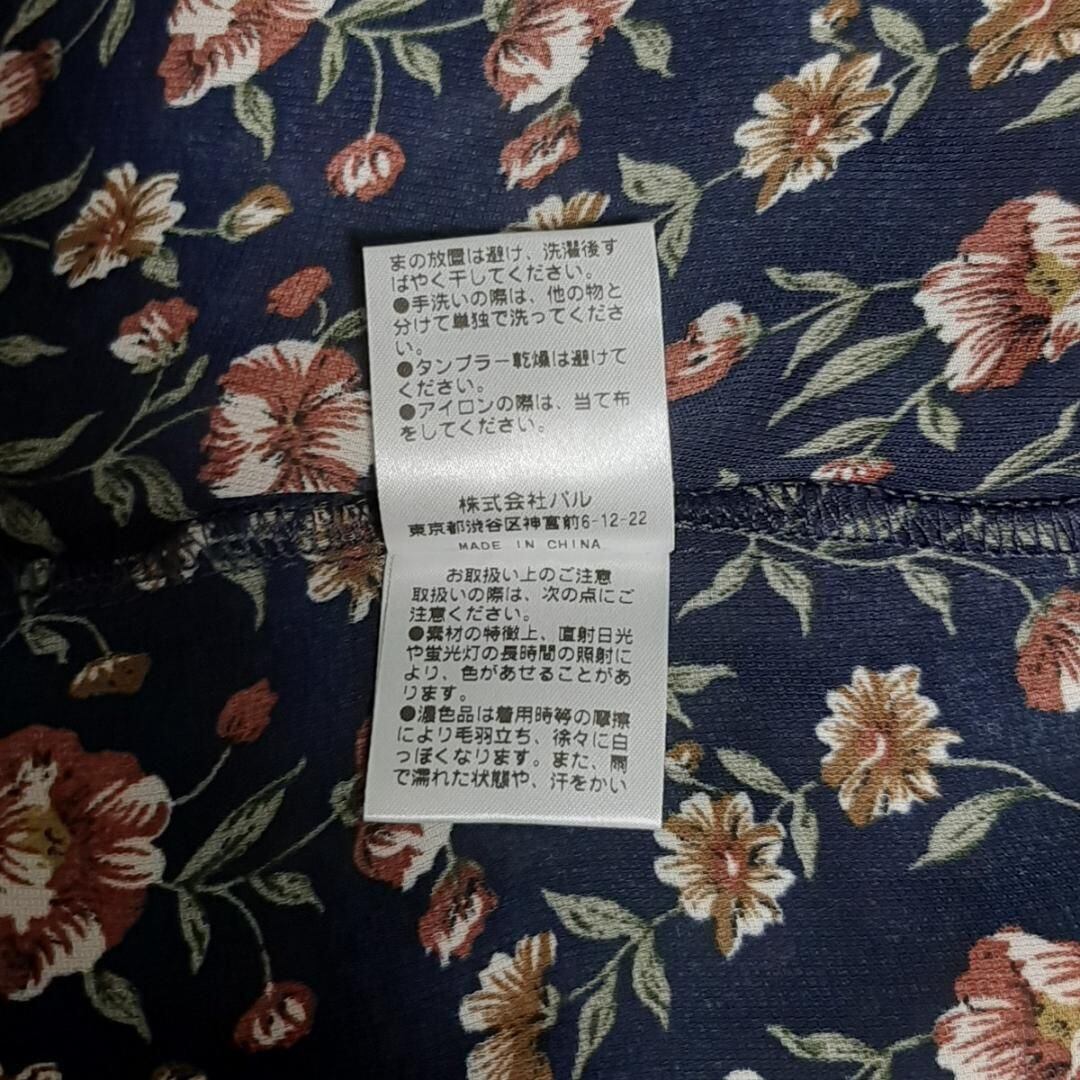 まの放置は避け、洗濯後す
ばやく干してください。
●手洗いの際は、他の物と
分けて単独で洗ってくださ
い。
●タンブラー乾燥は避けて
ください。
●アイロンの際は、当て布
をしてください。
株式会社パル
東京都渋谷区神宮前6-12-22
MADE IN CHINA
お取扱い上のご注意
取扱いの際は、次の点にご
注意ください。
●素材の特徴上、直射日光
や蛍光灯の長時間の照射に
より、色があせることがあ
ります。
●濃色品は着用時等の摩擦
により毛羽立ち、徐々に白
っぽくなります。また、雨
で濡れた状態や、汗をかい